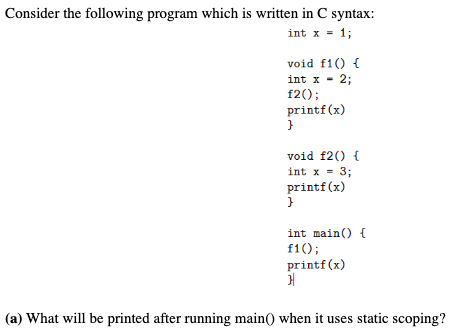 Consider the following program which is written in C syntax:
int x = 1;
void f1() {
int x = 2;
f2();
printf(x)
}
void f2() {
int x = 3;
printf(x)
}
int main() {
f1();
printf(x)
}
(a) What will be printed after running main() when it uses static scoping?